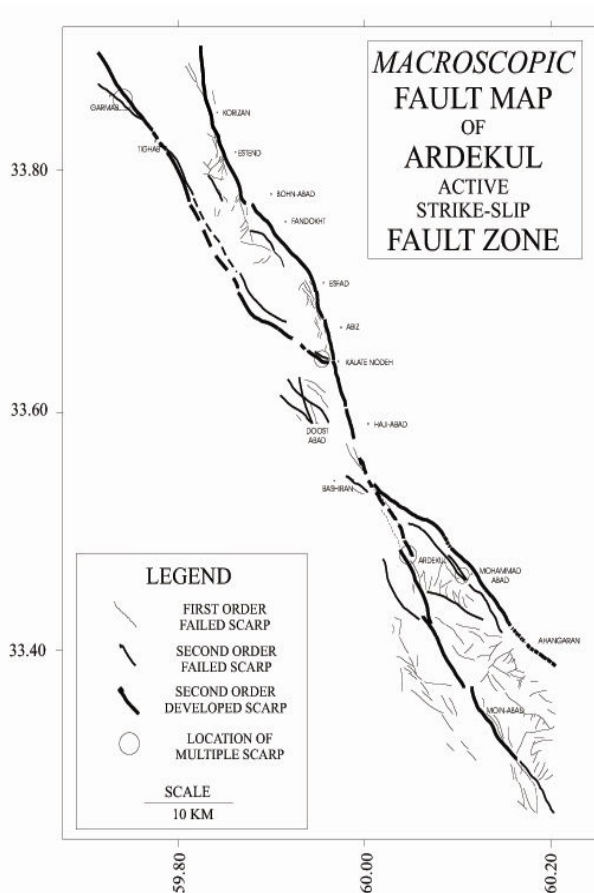 MACROSCOPIC
FAULT MAP
OF
ARDEKUL
ACTIVE
STRIKE-SLIP
FAULT ZONE
33.80
33.60
33.40
59.80
60.00
60.20
GARMAB
KORIZAN
TIGHAB
ESTEND
BOHN-ABAD
FANDOKHT
ESFAD
ABIZ
KALATE NODEH
DOOST
ABAD
HAJI-ABAD
BASHIRAN
ARDEKUL
MOHAMMAD
ABAD
AHANGARAN
MOIN-ABAD
LEGEND
FIRST ORDER
FAILED SCARP
SECOND ORDER
FAILED SCARP
SECOND ORDER
DEVELOPED SCARP
LOCATION OF
MULTIPLE SCARP
SCALE
10 KM